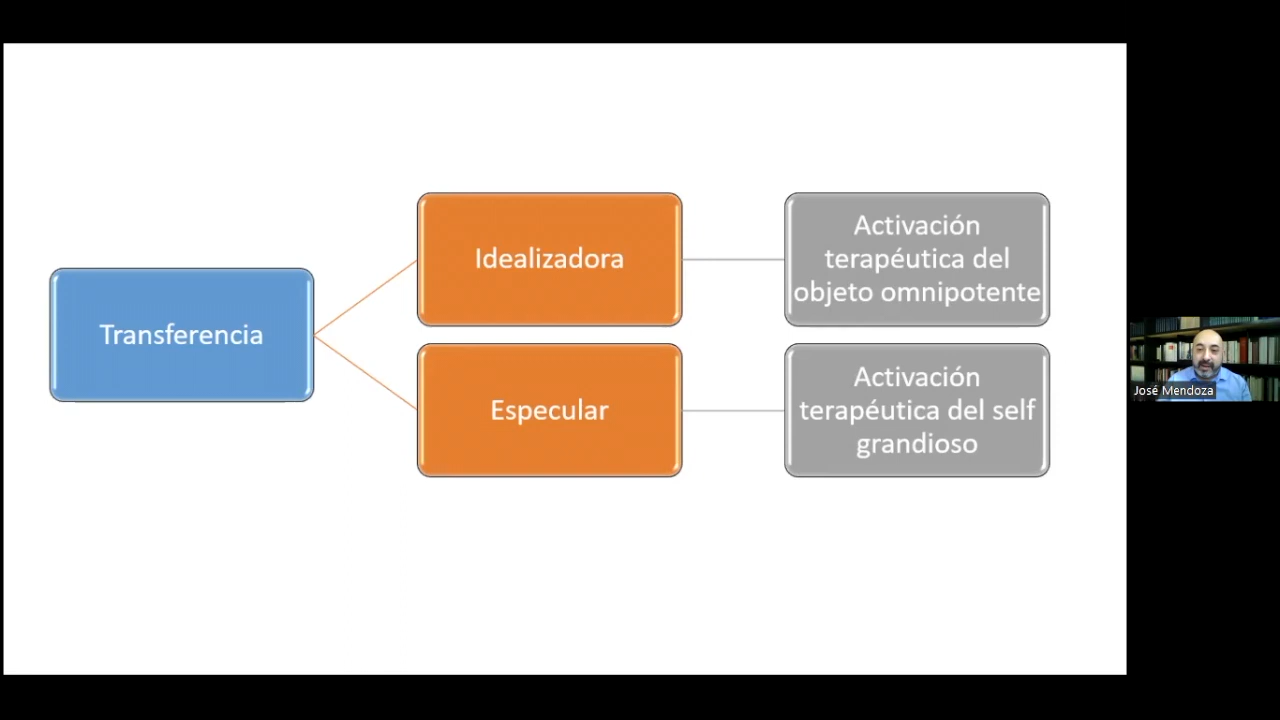 Transferencia
Idealizadora
Activación
terapéutica del
objeto omnipotente
Especular
Activación
terapéutica del self
grandioso
José Mendoza